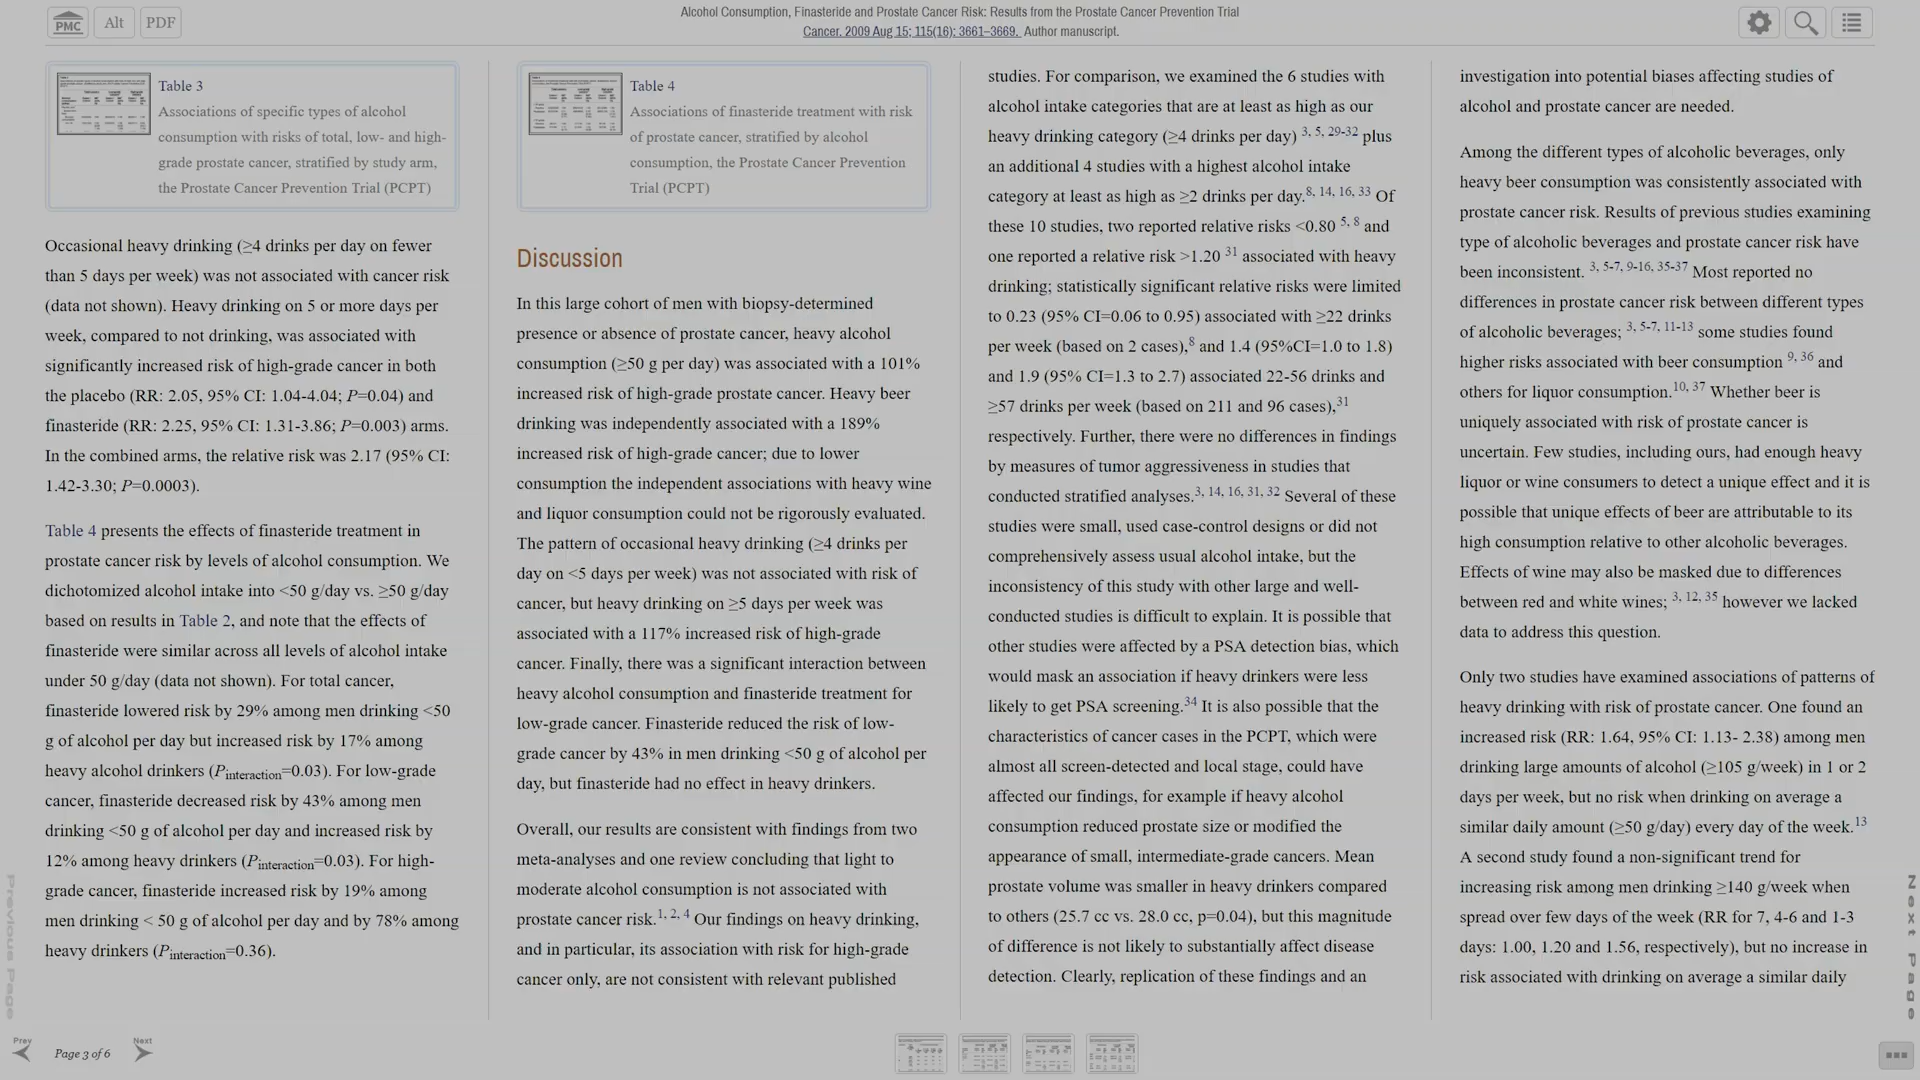 PMC
Alt
PDF
Alcohol Consumption, Finasteride and Prostate Cancer Risk: Results from the Prostate Cancer Prevention Trial
Cancer. 2009 Aug 15; 115(16): 3661–3669. Author manuscript.
Table 3
Associations of specific types of alcohol
consumption with risks of total, low- and high-
grade prostate cancer, stratified by study arm,
the Prostate Cancer Prevention Trial (PCPT)
Occasional heavy drinking (≥4 drinks per day on fewer
than 5 days per week) was not associated with cancer risk
(data not shown). Heavy drinking on 5 or more days per
week, compared to not drinking, was associated with
significantly increased risk of high-grade cancer in both
the placebo (RR: 2.05, 95% CI: 1.04-4.04; P=0.04) and
finasteride (RR: 2.25, 95% CI: 1.31-3.86; P=0.003) arms.
In the combined arms, the relative risk was 2.17 (95% CI:
1.42-3.30; P=0.0003).
Table 4 presents the effects of finasteride treatment in
prostate cancer risk by levels of alcohol consumption. We
dichotomized alcohol intake into <50 g/day vs. ≥50 g/day
based on results in Table 2, and note that the effects of
finasteride were similar across all levels of alcohol intake
under 50 g/day (data not shown). For total cancer,
finasteride lowered risk by 29% among men drinking <50
g of alcohol per day but increased risk by 17% among
heavy alcohol drinkers (Pinteraction=0.03). For low-grade
cancer, finasteride decreased risk by 43% among men
drinking <50 g of alcohol per day and increased risk by
12% among heavy drinkers (Pinteraction=0.03). For high-
grade cancer, finasteride increased risk by 19% among
men drinking < 50 g of alcohol per day and by 78% among
heavy drinkers (Pinteraction=0.36).
Table 4
Associations of finasteride treatment with risk
of prostate cancer, stratified by alcohol
consumption, the Prostate Cancer Prevention
Trial (PCPT)
Discussion
In this large cohort of men with biopsy-determined
presence or absence of prostate cancer, heavy alcohol
consumption (≥50 g per day) was associated with a 101%
increased risk of high-grade prostate cancer. Heavy beer
drinking was independently associated with a 189%
increased risk of high-grade cancer; due to lower
consumption the independent associations with heavy wine
and liquor consumption could not be rigorously evaluated.
The pattern of occasional heavy drinking (≥4 drinks per
day on <5 days per week) was not associated with risk of
cancer, but heavy drinking on ≥5 days per week was
associated with a 117% increased risk of high-grade
cancer. Finally, there was a significant interaction between
heavy alcohol consumption and finasteride treatment for
low-grade cancer. Finasteride reduced the risk of low-
grade cancer by 43% in men drinking <50 g of alcohol per
day, but finasteride had no effect in heavy drinkers.
Overall, our results are consistent with findings from two
meta-analyses and one review concluding that light to
moderate alcohol consumption is not associated with
prostate cancer risk.1, 2, 4 Our findings on heavy drinking,
and in particular, its association with risk for high-grade
cancer only, are not consistent with relevant published
studies. For comparison, we examined the 6 studies with
alcohol intake categories that are at least as high as our
heavy drinking category (≥4 drinks per day) 3, 5, 29-32 plus
an additional 4 studies with a highest alcohol intake
category at least as high as ≥2 drinks per day.8, 14, 16, 33 Of
these 10 studies, two reported relative risks <0.80 5, 8 and
one reported a relative risk >1.20 31 associated with heavy
drinking; statistically significant relative risks were limited
to 0.23 (95% CI=0.06 to 0.95) associated with ≥22 drinks
per week (based on 2 cases),8 and 1.4 (95%CI=1.0 to 1.8)
and 1.9 (95% CI=1.3 to 2.7) associated 22-56 drinks and
≥57 drinks per week (based on 211 and 96 cases),31
respectively. Further, there were no differences in findings
by measures of tumor aggressiveness in studies that
conducted stratified analyses.3, 14, 16, 31, 32 Several of these
studies were small, used case-control designs or did not
comprehensively assess usual alcohol intake, but the
inconsistency of this study with other large and well-
conducted studies is difficult to explain. It is possible that
other studies were affected by a PSA detection bias, which
would mask an association if heavy drinkers were less
likely to get PSA screening.34 It is also possible that the
characteristics of cancer cases in the PCPT, which were
almost all screen-detected and local stage, could have
affected our findings, for example if heavy alcohol
consumption reduced prostate size or modified the
appearance of small, intermediate-grade cancers. Mean
prostate volume was smaller in heavy drinkers compared
to others (25.7 cc vs. 28.0 cc, p=0.04), but this magnitude
of difference is not likely to substantially affect disease
detection. Clearly, replication of these findings and an
investigation into potential biases affecting studies of
alcohol and prostate cancer are needed.
Among the different types of alcoholic beverages, only
heavy beer consumption was consistently associated with
prostate cancer risk. Results of previous studies examining
type of alcoholic beverages and prostate cancer risk have
been inconsistent. 3, 5-7, 9-16, 35-37 Most reported no
differences in prostate cancer risk between different types
of alcoholic beverages; 3, 5-7, 11-13 some studies found
higher risks associated with beer consumption 9, 36 and
others for liquor consumption.10, 37 Whether beer is
uniquely associated with risk of prostate cancer is
uncertain. Few studies, including ours, had enough heavy
liquor or wine consumers to detect a unique effect and it is
possible that unique effects of beer are attributable to its
high consumption relative to other alcoholic beverages.
Effects of wine may also be masked due to differences
between red and white wines; 3, 12, 35 however we lacked
data to address this question.
Only two studies have examined associations of patterns of
heavy drinking with risk of prostate cancer. One found an
increased risk (RR: 1.64, 95% CI: 1.13- 2.38) among men
drinking large amounts of alcohol (≥105 g/week) in 1 or 2
days per week, but no risk when drinking on average a
similar daily amount (≥50 g/day) every day of the week.13
A second study found a non-significant trend for
increasing risk among men drinking ≥140 g/week when
spread over few days of the week (RR for 7, 4-6 and 1-3
days: 1.00, 1.20 and 1.56, respectively), but no increase in
risk associated with drinking on average a similar daily
Previous Page
Next Page
Prev
Page 3 of 6
Next